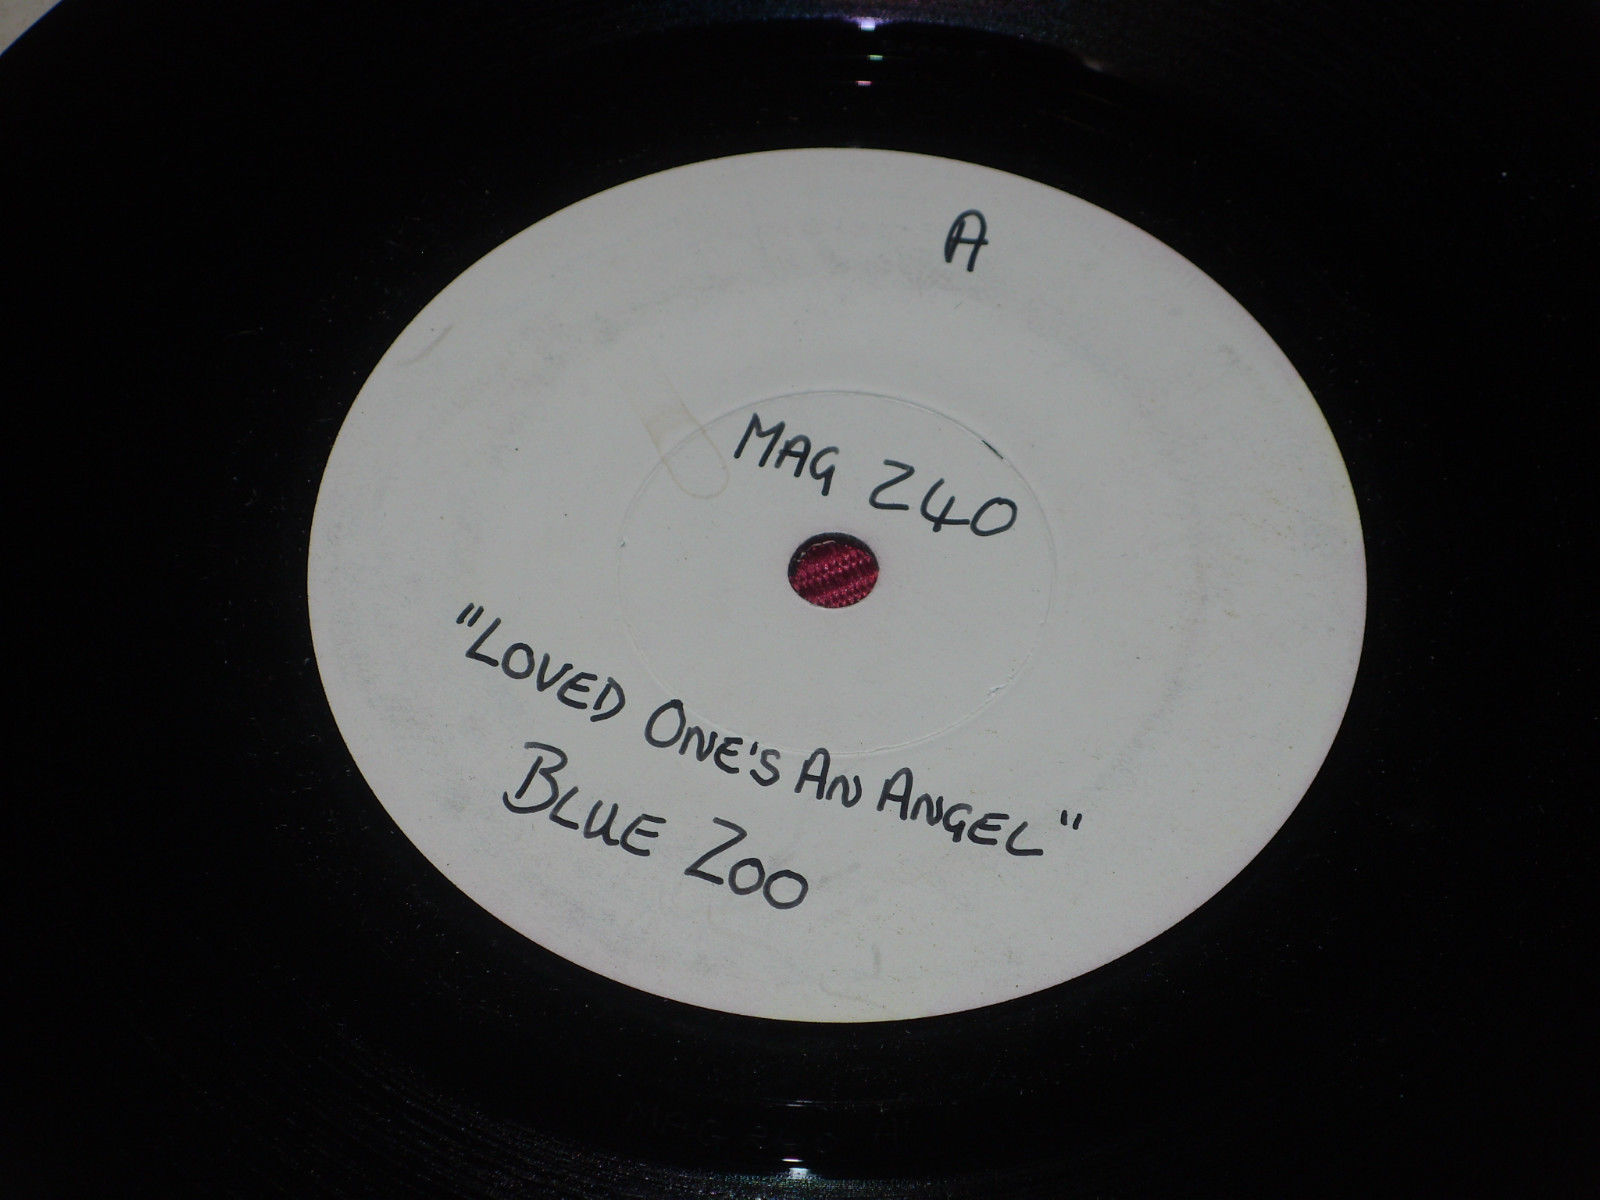 A
MAG 240
"LOVED ONE'S AN ANGEL"
BLUE ZOO